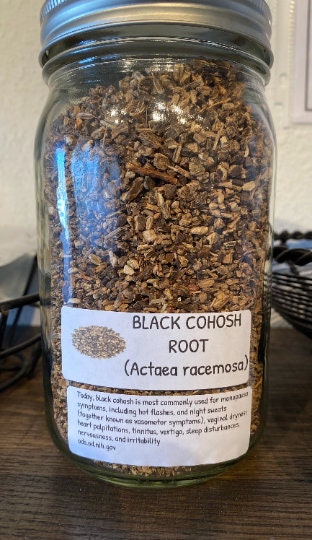 BLACK COHOSH
ROOT
(Actaea racemosa)
Today, black cohosh is most commonly used for menopause
symptoms, including hot flashes, and night sweats
(together known as vasomotor symptoms), vaginal dryness
heart palpitations, tinnitus, vertigo, sleep disturbances,
nervousness, and irritability
ods.od.nih.gov